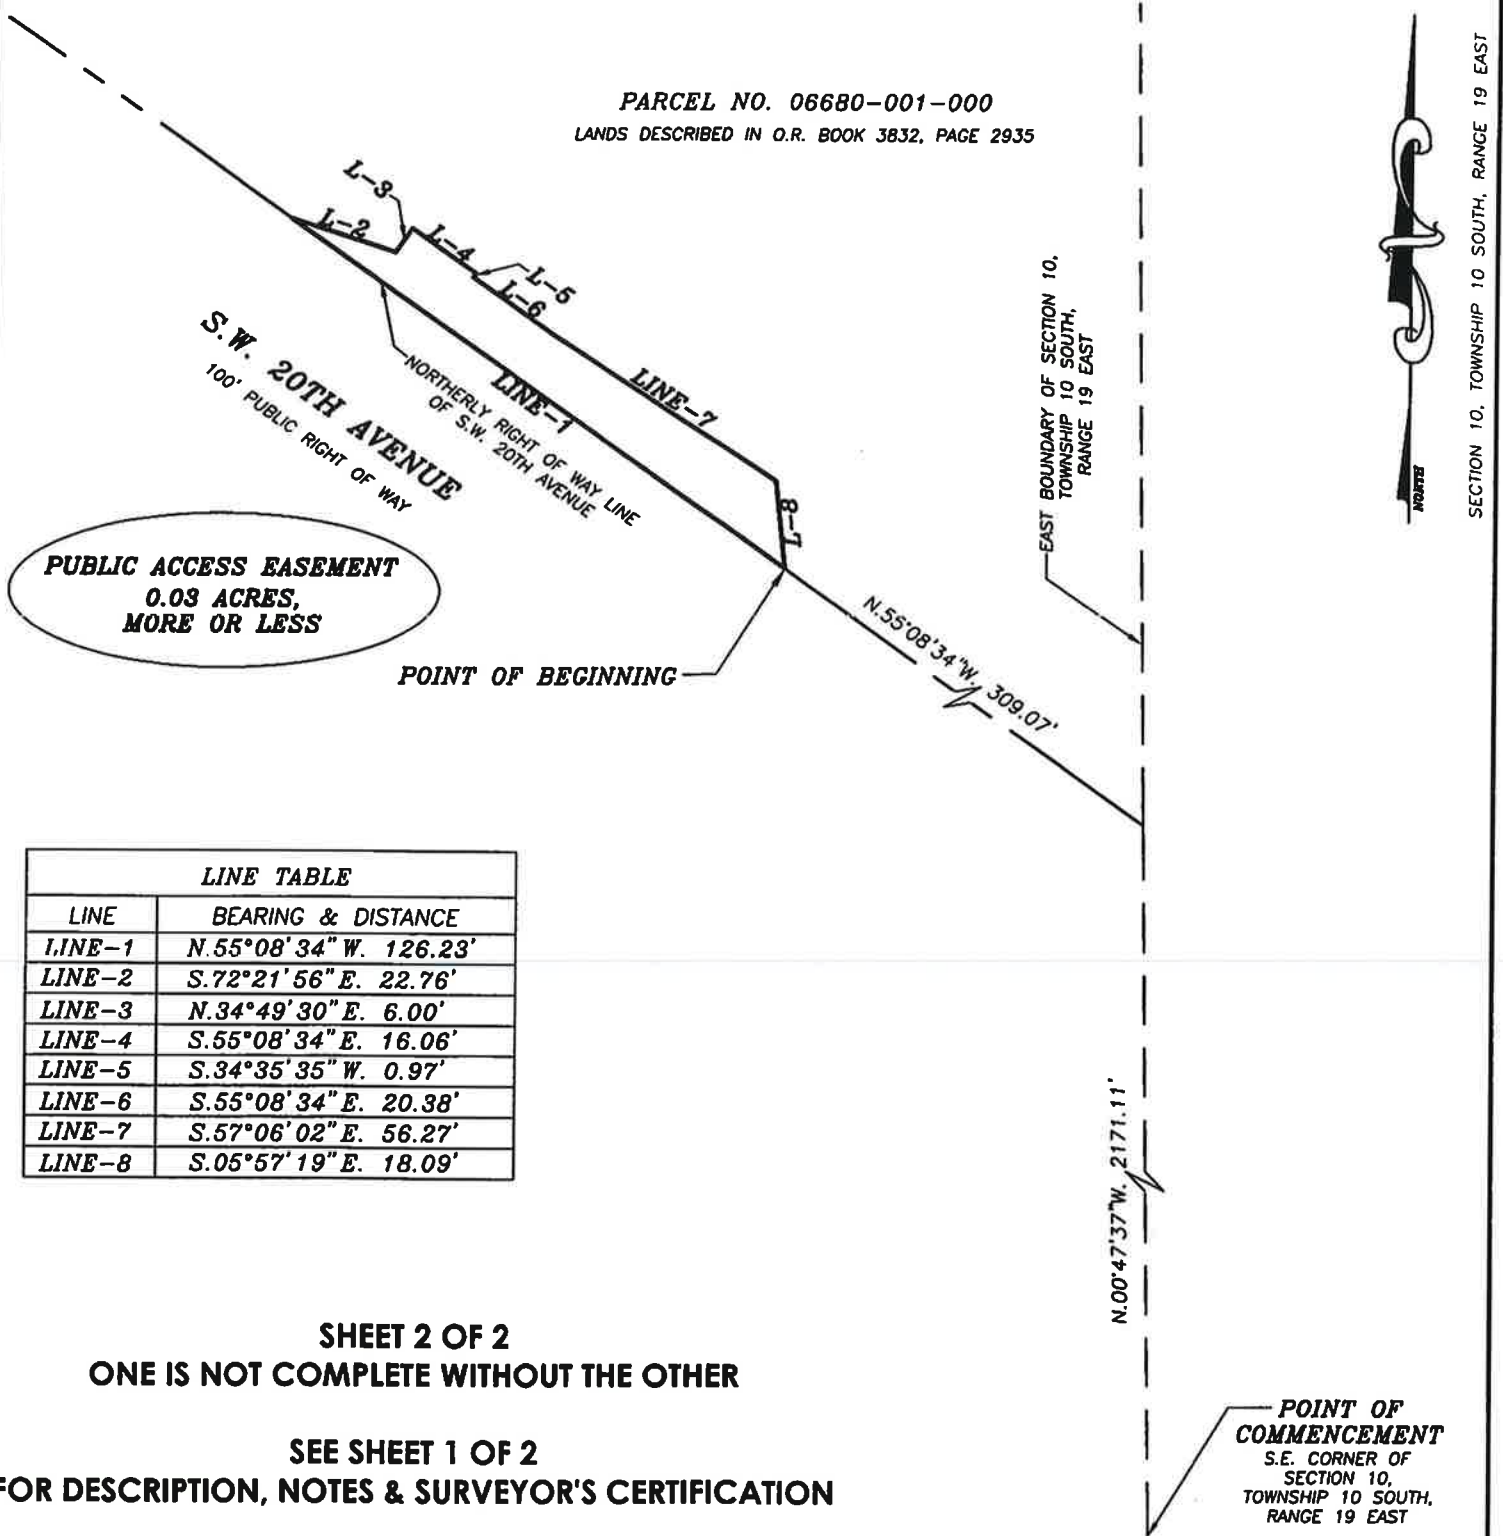 PARCEL NO. 06680-001-000
LANDS DESCRIBED IN O.R. BOOK 3832, PAGE 2935
SECTION 10, TOWNSHIP 10 SOUTH, RANGE 19 EAST
NORTH
L-3
L-2
L-4
L-5
L-6
LINE-7
LINE-1
L-8
S.W. 20TH AVENUE
100' PUBLIC RIGHT OF WAY
NORTHERLY RIGHT OF WAY LINE
OF S.W. 20TH AVENUE
EAST BOUNDARY OF SECTION 10,
TOWNSHIP 10 SOUTH,
RANGE 19 EAST
PUBLIC ACCESS EASEMENT
0.03 ACRES,
MORE OR LESS
POINT OF BEGINNING
N.55°08'34"W. 309.07'
LINE TABLE
LINE BEARING & DISTANCE
LINE-1 N.55°08'34"W. 126.23'
LINE-2 S.72°21'56"E. 22.76'
LINE-3 N.34°49'30"E. 6.00'
LINE-4 S.55°08'34"E. 16.06'
LINE-5 S.34°35'35"W. 0.97'
LINE-6 S.55°08'34"E. 20.38'
LINE-7 S.57°06'02"E. 56.27'
LINE-8 S.05°57'19"E. 18.09'
N.00°47'37"W. 2171.11'
SHEET 2 OF 2
ONE IS NOT COMPLETE WITHOUT THE OTHER
SEE SHEET 1 OF 2
FOR DESCRIPTION, NOTES & SURVEYOR'S CERTIFICATION
POINT OF
COMMENCEMENT
S.E. CORNER OF
SECTION 10,
TOWNSHIP 10 SOUTH,
RANGE 19 EAST